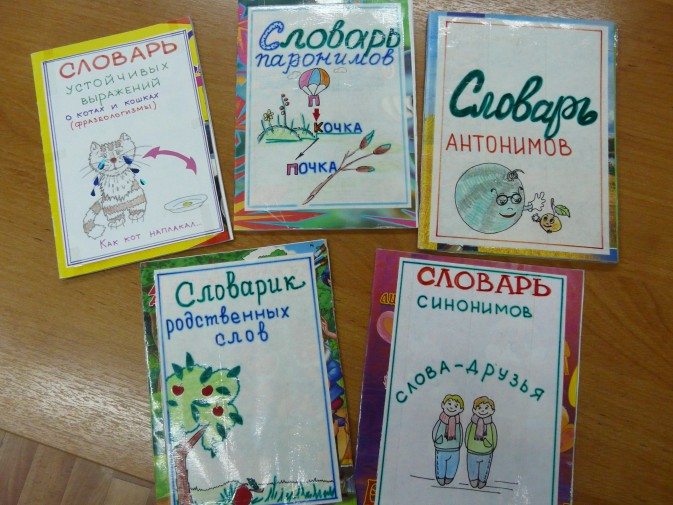 СЛОВАРЬ
УСТОЙЧИВЫХ
ВЫРАЖЕНИЙ
О КОТАХ И КОШКАХ
(ФРАЗЕОЛОГИЗМЫ)
КАК КОТ НАПЛАКАЛ...
Словарь
паронимов
КОЧКА
ПОЧКА
Словарь
АНТОНИМОВ
Словарик
родственных
слов
СЛОВАРЬ
СИНОНИМОВ
СЛОВА-ДРУЗЬЯ